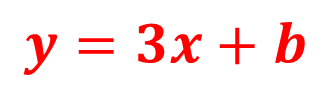 y = 3x + b